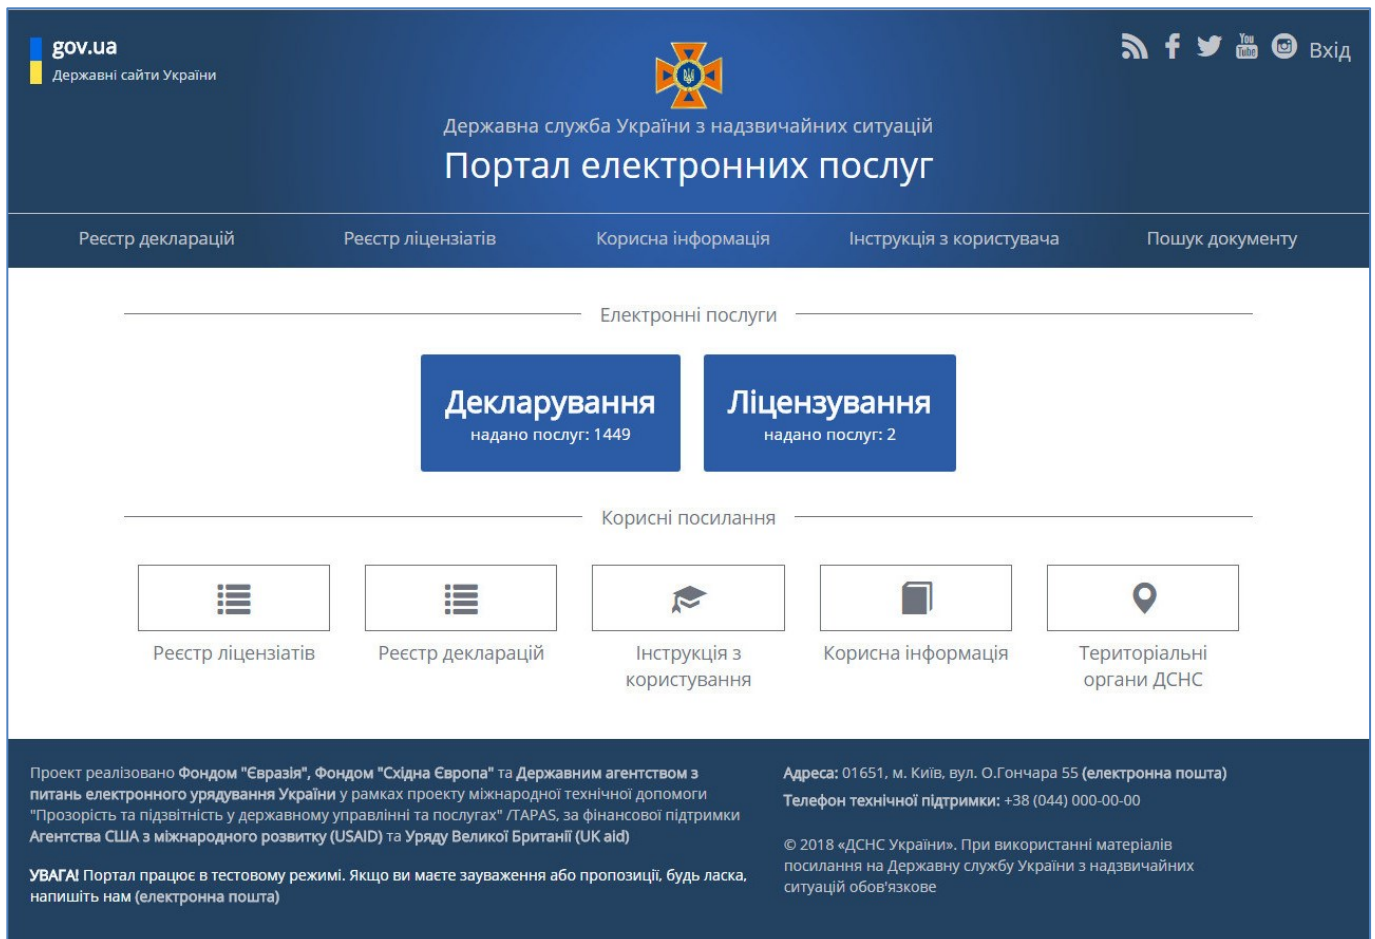 gov.ua
Державні сайти України
You
Tube
Вхід
Державна служба України з надзвичайних ситуацій
Портал електронних послуг
Реєстр декларацій
Реєстр ліцензіатів
Корисна інформація
Інструкція з користувача
Пошук документу
Електронні послуги
Декларування
надано послуг: 1449
Ліцензування
надано послуг: 2
Корисні посилання
Реєстр ліцензіатів
Реєстр декларацій
Інструкція з
користування
Корисна інформація
Територіальні
органи ДСНС
Проект реалізовано Фондом "Євразія", Фондом "Східна Європа" та Державним агентством з
питань електронного урядування України у рамках проекту міжнародної технічної допомоги
"Прозорість та підзвітність у державному управлінні та послугах" /TAPAS, за фінансової підтримки
Агентства США з міжнародного розвитку (USAID) та Уряду Великої Британії (UK aid)
УВАГА! Портал працює в тестовому режимі. Якщо ви маєте зауваження або пропозиції, будь ласка,
напишіть нам (електронна пошта)
Адреса: 01651, м. Київ, вул. О.Гончара 55 (електронна пошта)
Телефон технічної підтримки: +38 (044) 000-00-00
© 2018 «ДСНС України». При використанні матеріалів
посилання на Державну службу України з надзвичайних
ситуацій обов'язкове